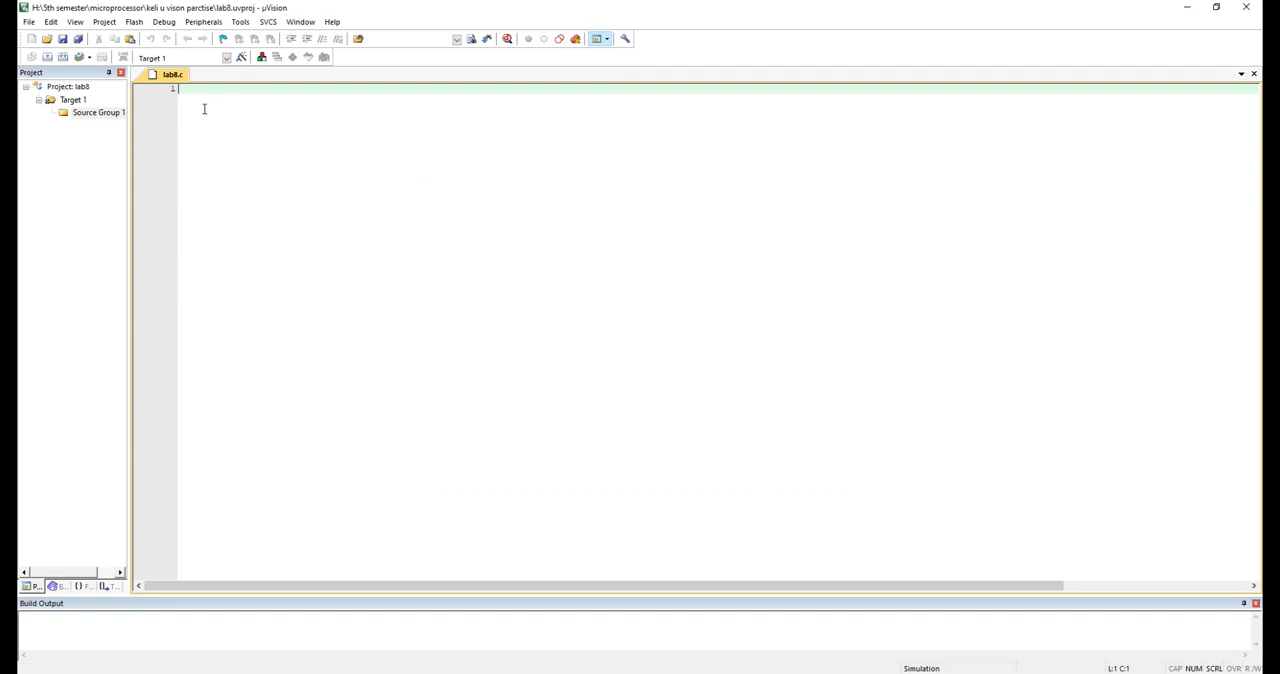 H:\5th semester\microprocessor\keli u vison parctise\lab8.uvproj - µVision
File Edit View Project Flash Debug Peripherals Tools SVCS Window Help
Target 1
Project
lab8.c
Project: lab8
1
Target 1
Source Group 1
P... B... {} F... T...
Build Output
Simulation L:1 C:1 CAP NUM SCRL OVR R/W